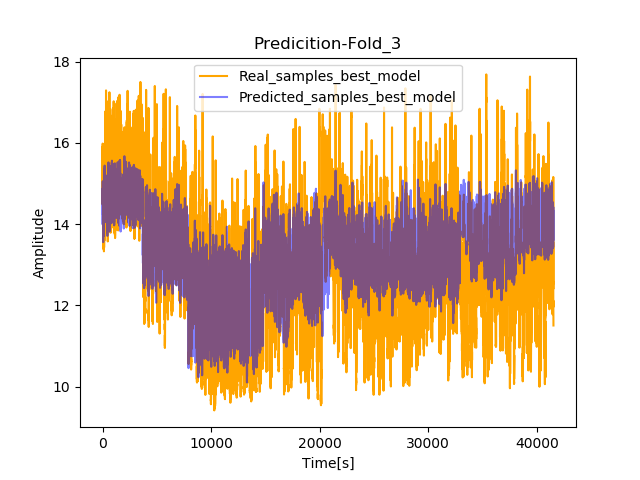 Predicition-Fold_3
Real_samples_best_model
Predicted_samples_best_model
Amplitude
18
16
14
12
10
0 10000 20000 30000 40000
Time[s]